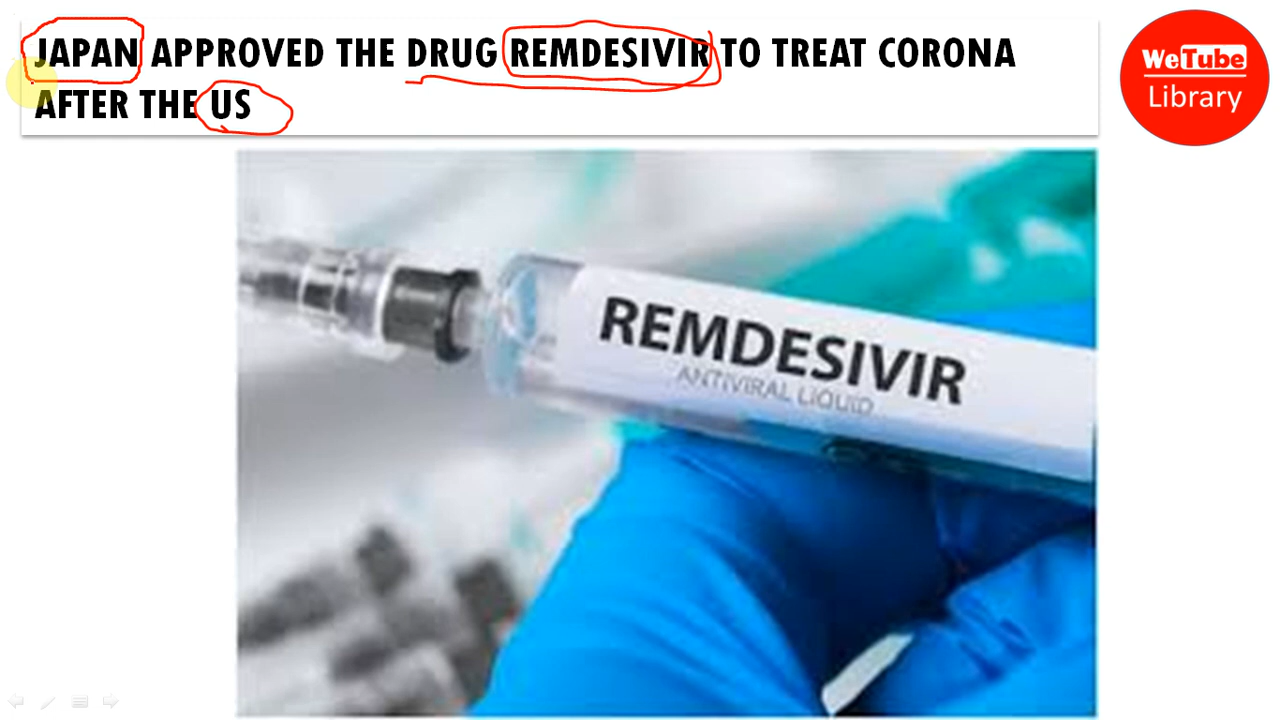 JAPAN APPROVED THE DRUG REMDESIVIR TO TREAT CORONA
AFTER THE US
WeTube
Library
REMDESIVIR
ANTIVIRAL LIQUID